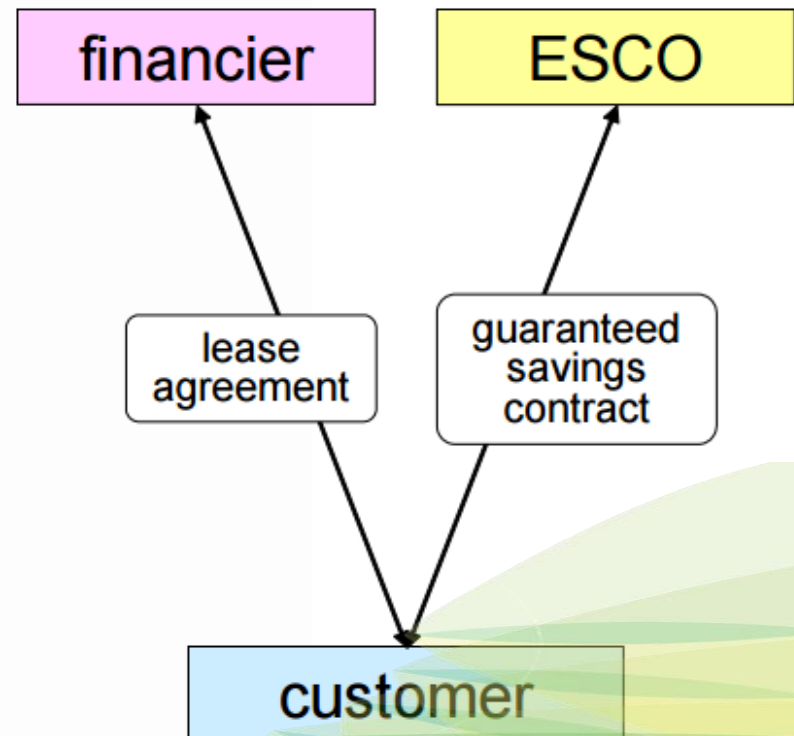 financier
ESCO
lease
agreement
guaranteed
savings
contract
customer